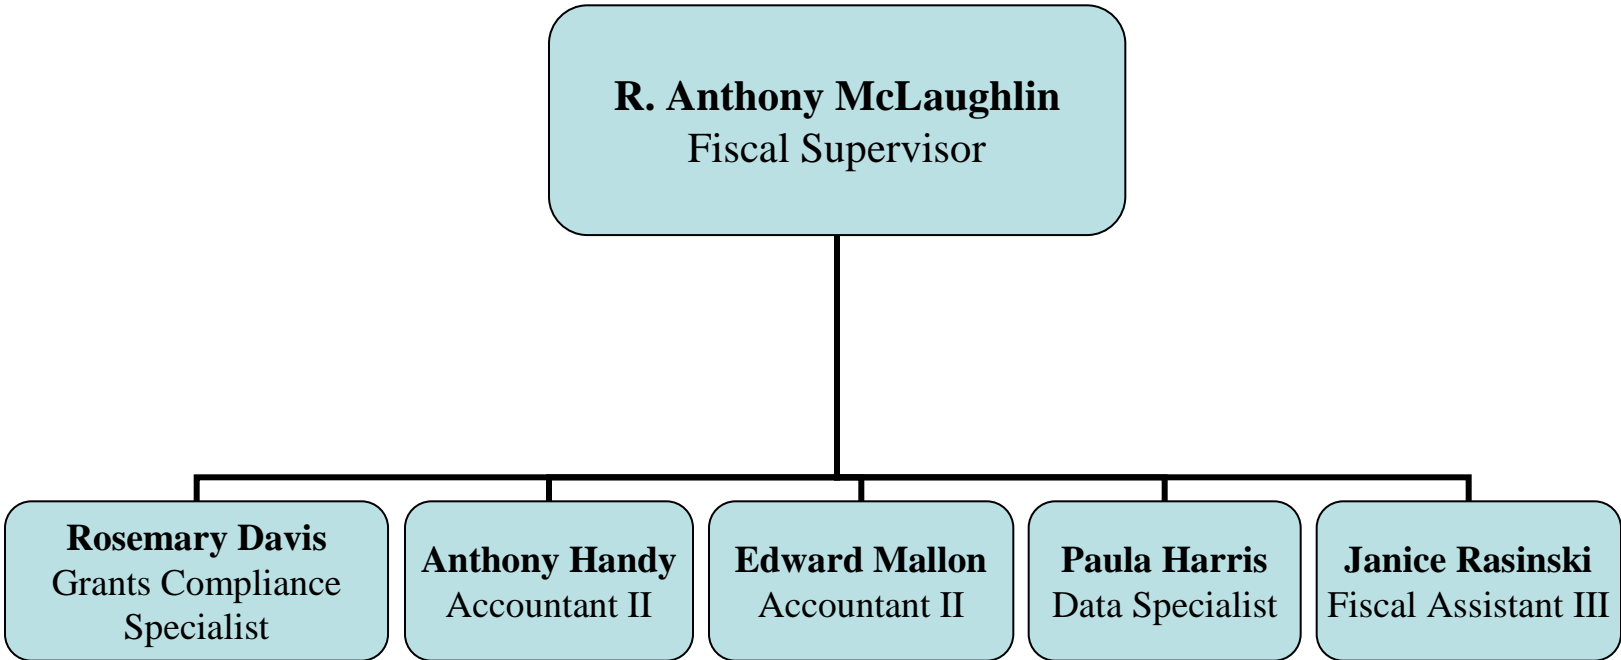 R. Anthony McLaughlin
Fiscal Supervisor
Rosemary Davis
Grants Compliance
Specialist
Anthony Handy
Accountant II
Edward Mallon
Accountant II
Paula Harris
Data Specialist
Janice Rasinski
Fiscal Assistant III